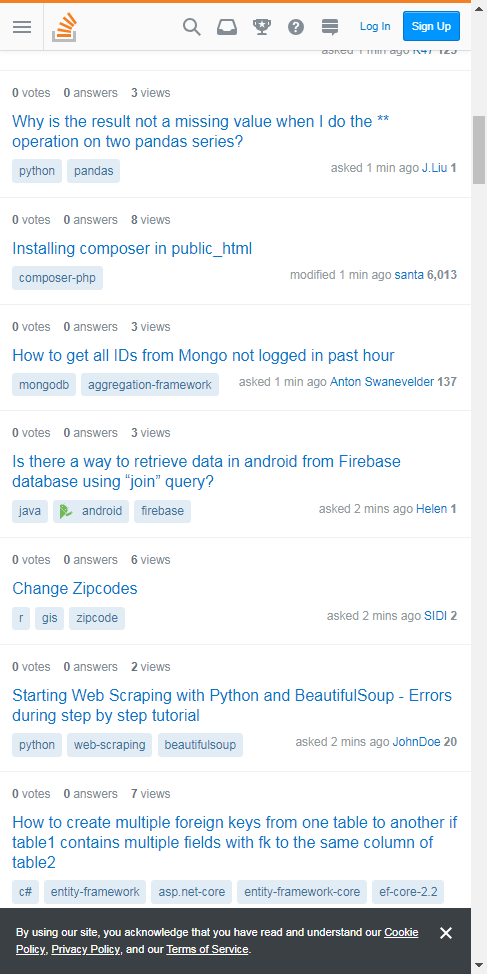 Log In
Sign Up
asked 1 min ago K47 125
0 votes 0 answers 3 views
Why is the result not a missing value when I do the **
operation on two pandas series?
python pandas
asked 1 min ago J.Liu 1
0 votes 0 answers 8 views
Installing composer in public_html
composer-php
modified 1 min ago santa 6,013
0 votes 0 answers 3 views
How to get all IDs from Mongo not logged in past hour
mongodb aggregation-framework
asked 1 min ago Anton Swanevelder 137
0 votes 0 answers 3 views
Is there a way to retrieve data in android from Firebase
database using “join” query?
java android firebase
asked 2 mins ago Helen 1
0 votes 0 answers 6 views
Change Zipcodes
r gis zipcode
asked 2 mins ago SIDI 2
0 votes 0 answers 2 views
Starting Web Scraping with Python and BeautifulSoup - Errors
during step by step tutorial
python web-scraping beautifulsoup
asked 2 mins ago JohnDoe 20
0 votes 0 answers 7 views
How to create multiple foreign keys from one table to another if
table1 contains multiple fields with fk to the same column of
table2
c# entity-framework asp.net-core entity-framework-core ef-core-2.2
By using our site, you acknowledge that you have read and understand our Cookie
Policy, Privacy Policy, and our Terms of Service.